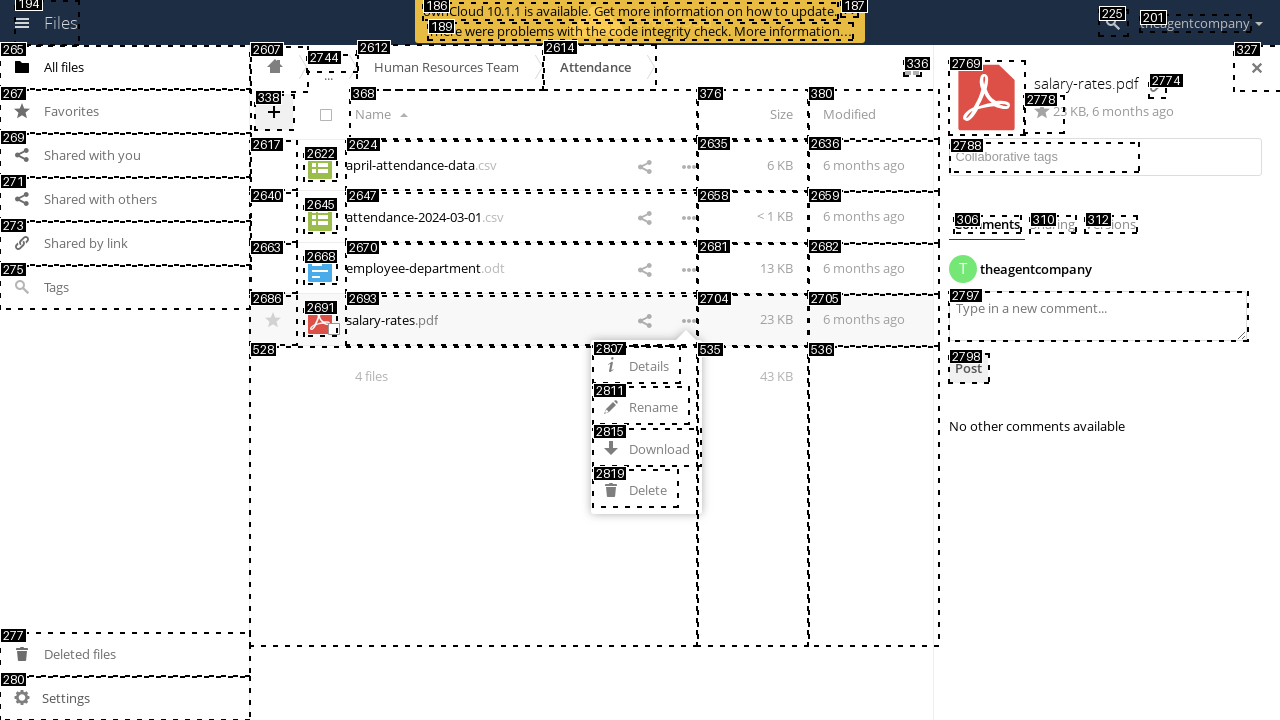 194
Files
186
ownCloud 10.1.1 is available. Get more information on how to update.
187
189
There were problems with the code integrity check. More information…
225
201
theagentcompany
265
All files
267
Favorites
269
Shared with you
271
Shared with others
273
Shared by link
275
Tags
277
Deleted files
280
Settings
2607
2744
...
2612
Human Resources Team
2614
Attendance
336
338
+
368
Name
376
Size
380
Modified
2617
2622
2624
april-attendance-data.csv
2635
6 KB
2636
6 months ago
2640
2645
2647
attendance-2024-03-01.csv
2658
< 1 KB
2659
6 months ago
2663
2668
2670
employee-department.odt
2681
13 KB
2682
6 months ago
2686
2691
2693
salary-rates.pdf
2704
23 KB
2705
6 months ago
528
4 files
535
43 KB
536
2807
Details
2811
Rename
2815
Download
2819
Delete
327
2769
salary-rates.pdf
2774
2778
23 KB, 6 months ago
2788
Collaborative tags
306
Comments
310
Sharing
312
Versions
T
theagentcompany
2797
Type in a new comment...
2798
Post
No other comments available